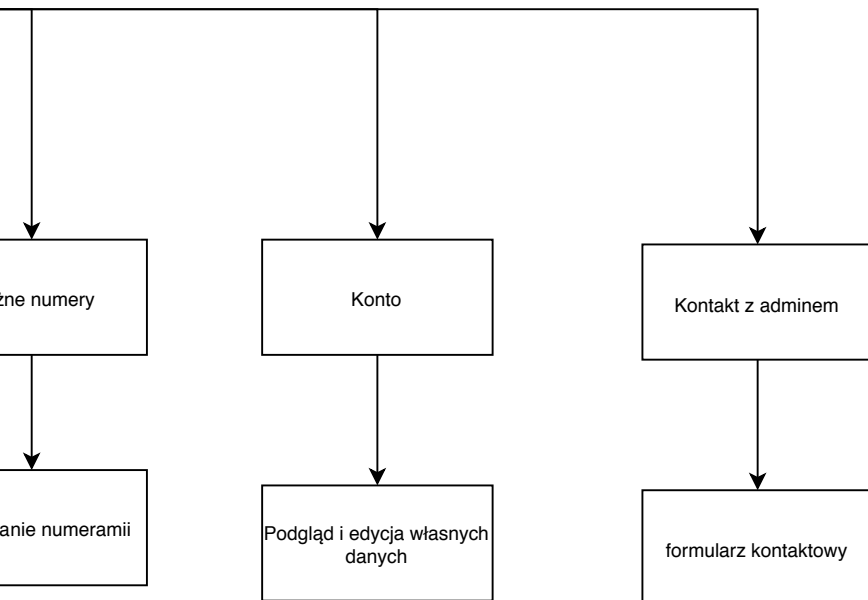 żne numery
Konto
Kontakt z adminem
anie numeramii
Podgląd i edycja własnych
danych
formularz kontaktowy